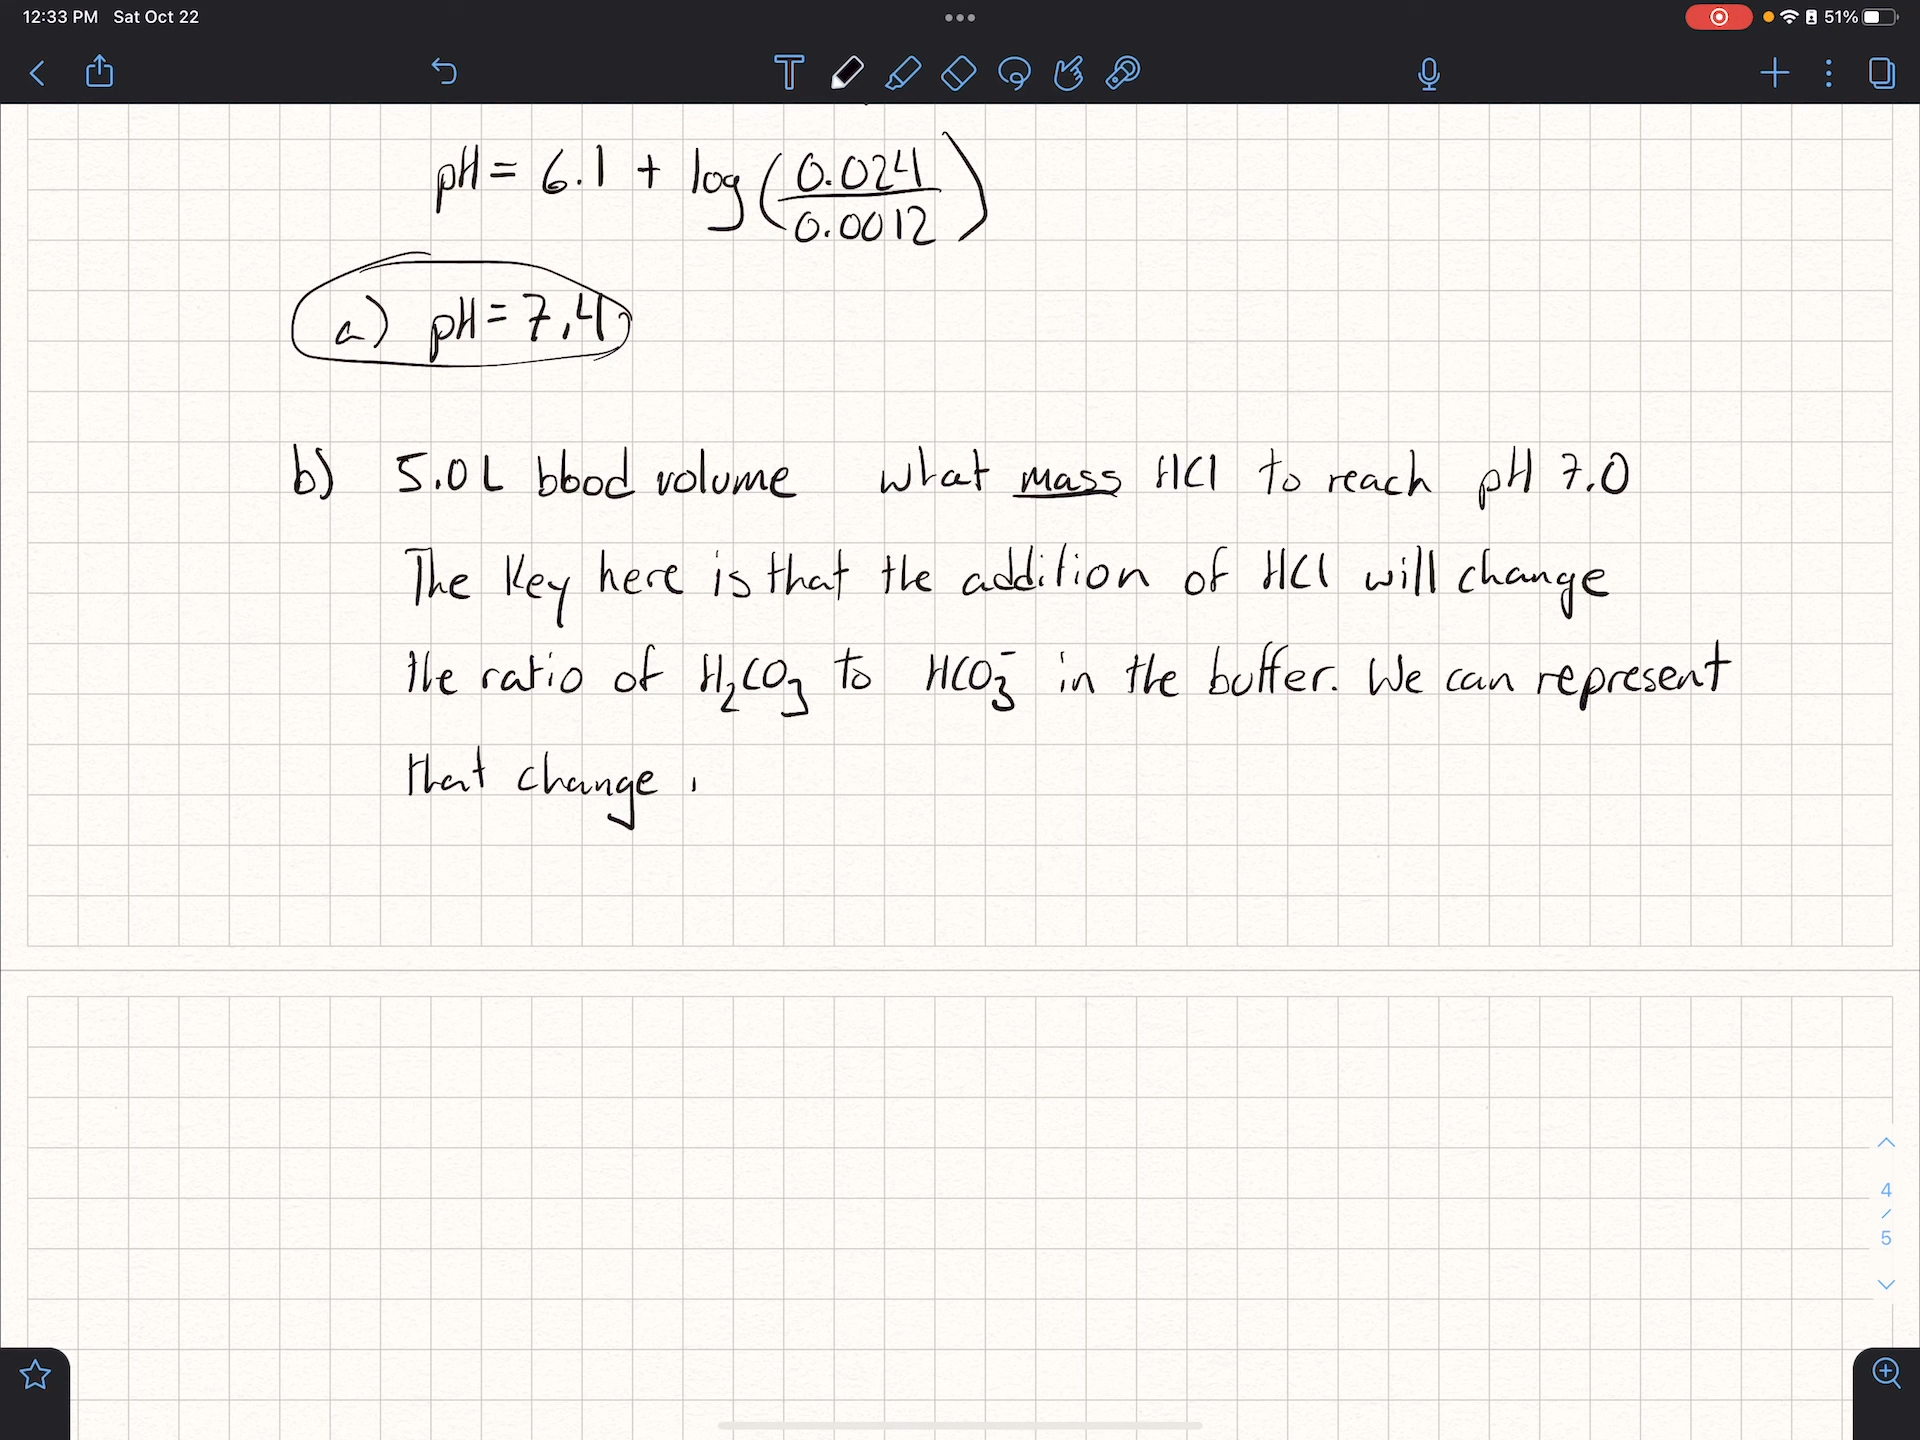 12:33 PM Sat Oct 22
51%
pH = 6.1 + log(0.024/0.0012)
a) pH = 7.4
b) 5.0 L blood volume what mass HCl to reach pH 7.0
The key here is that the addition of HCl will change
the ratio of H₂CO₃ to HCO₃⁻ in the buffer. We can represent
that change
4
/
5